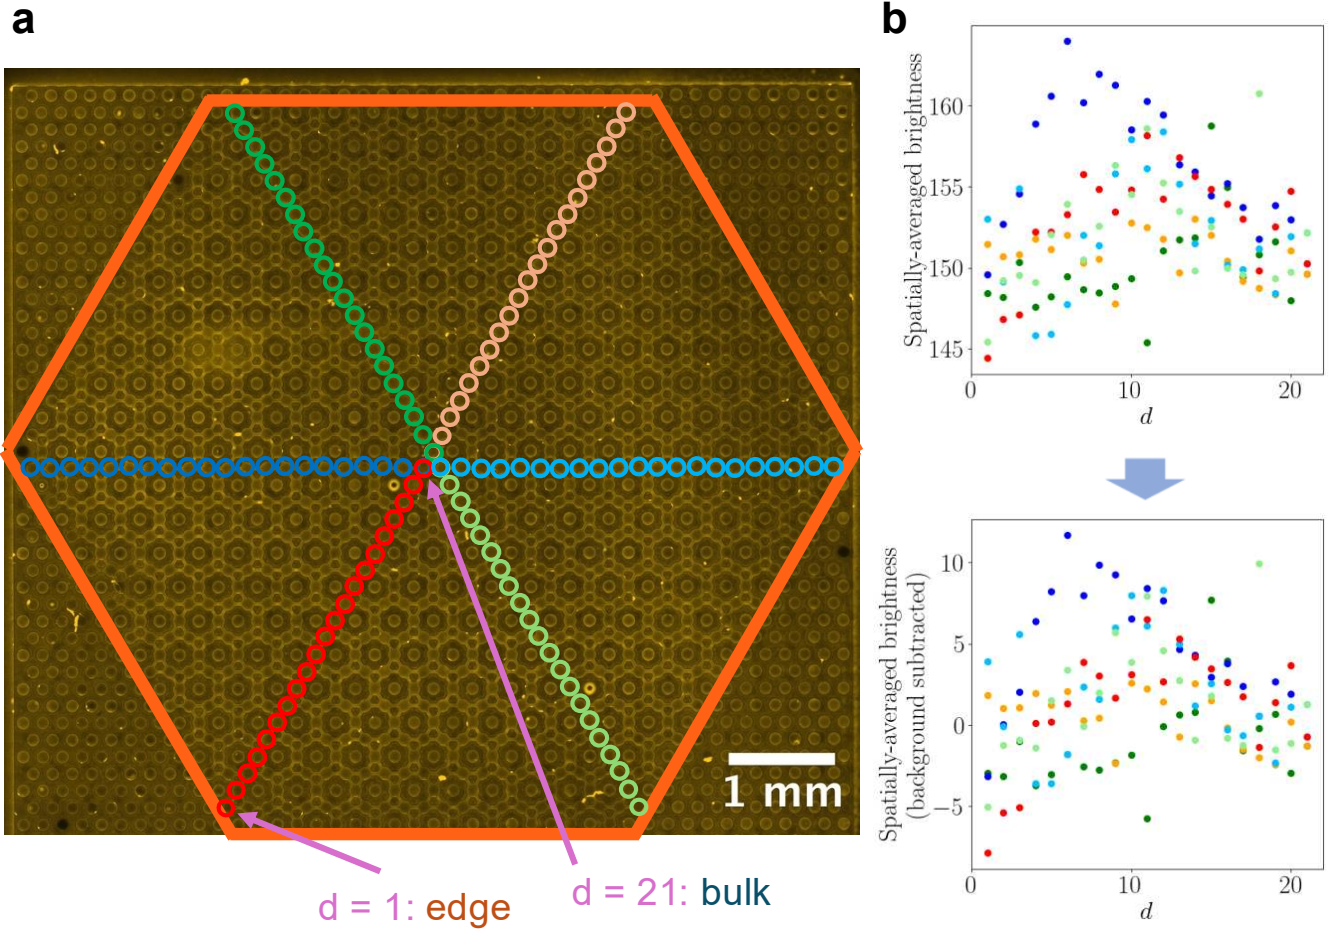 a
1 mm
d = 1: edge
d = 21: bulk
b
Spatially-averaged brightness
160
155
150
145
0 10 20
d
Spatially-averaged brightness
(background subtracted)
10
5
0
−5
0 10 20
d